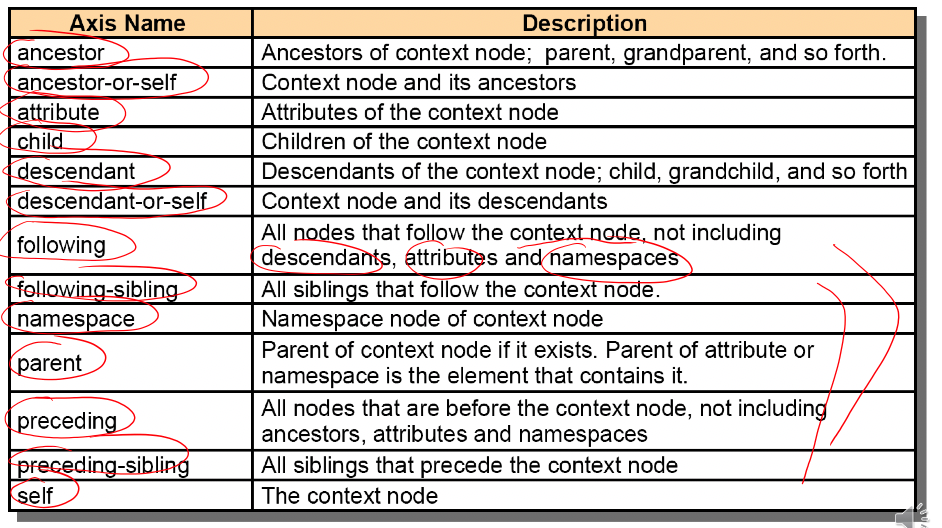 Axis Name Description
ancestor Ancestors of context node; parent, grandparent, and so forth.
ancestor-or-self Context node and its ancestors
attribute Attributes of the context node
child Children of the context node
descendant Descendants of the context node; child, grandchild, and so forth
descendant-or-self Context node and its descendants
following All nodes that follow the context node, not including
descendants, attributes and namespaces
following-sibling All siblings that follow the context node.
namespace Namespace node of context node
parent Parent of context node if it exists. Parent of attribute or
namespace is the element that contains it.
preceding All nodes that are before the context node, not including
ancestors, attributes and namespaces
preceding-sibling All siblings that precede the context node
self The context node